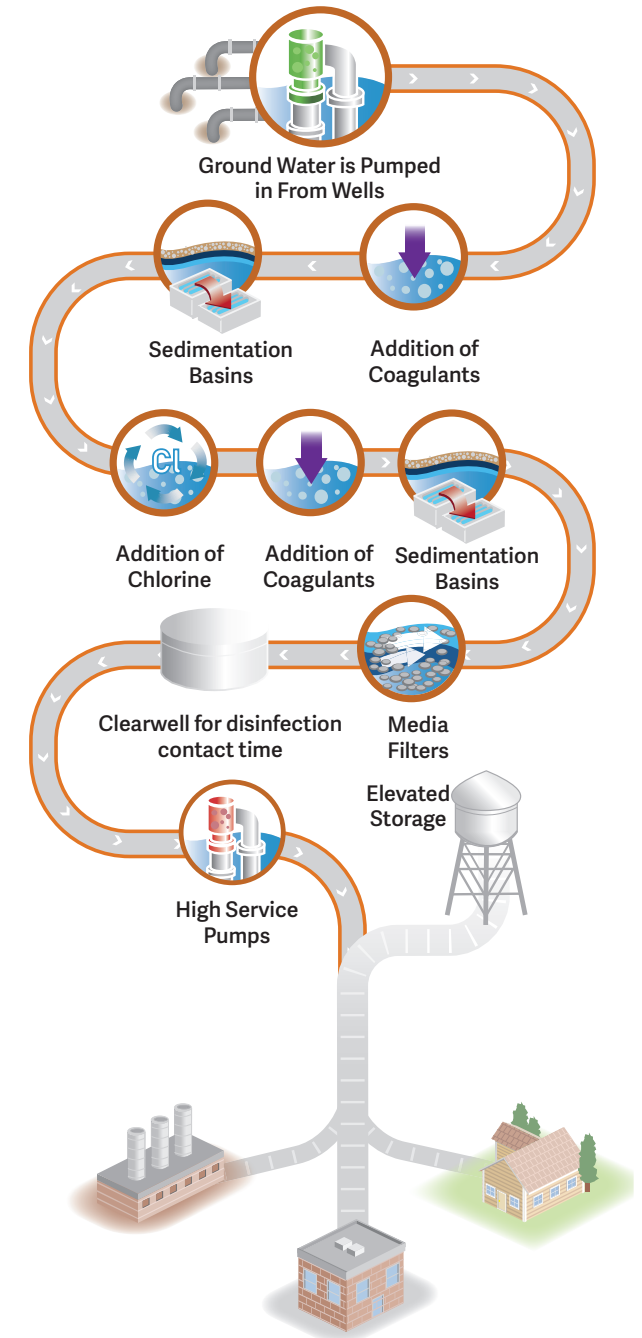 Ground Water is Pumped
in From Wells
Sedimentation
Basins
Addition of
Coagulants
Cl
Addition of
Chlorine
Addition of
Coagulants
Sedimentation
Basins
Clearwell for disinfection
contact time
Media
Filters
Elevated
Storage
High Service
Pumps